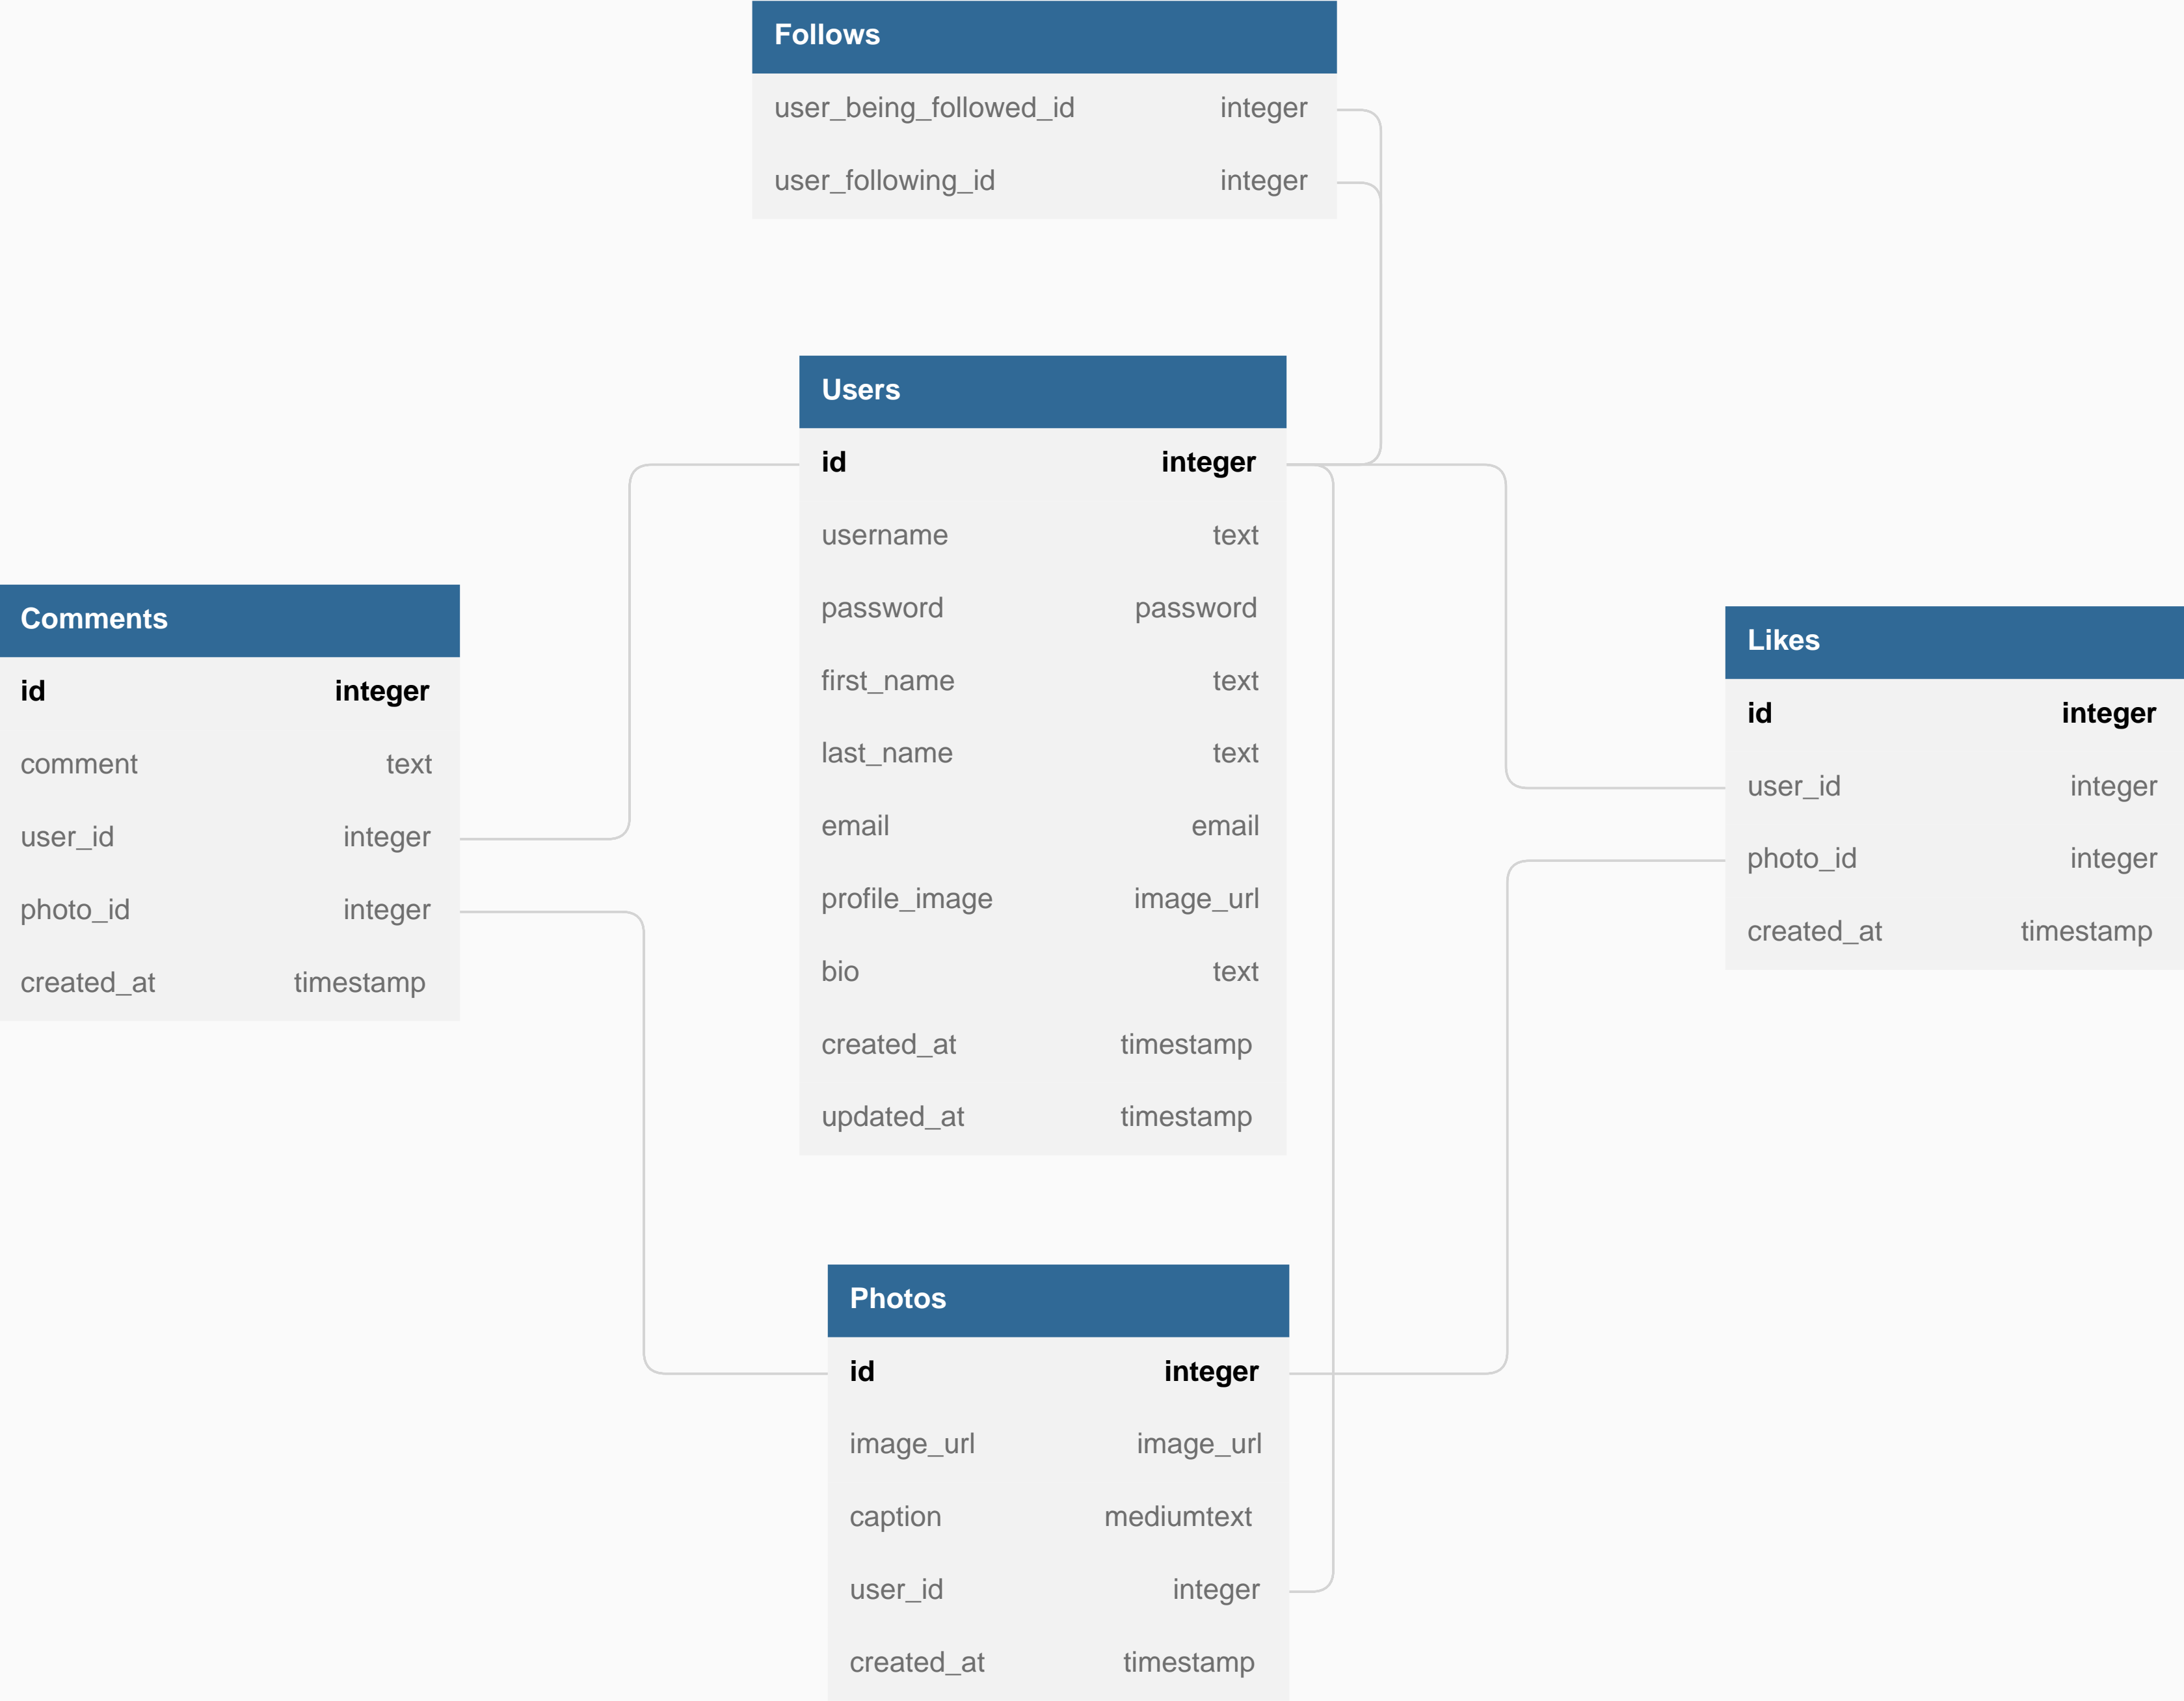 Follows
user_being_followed_id integer
user_following_id integer
Users
id integer
username text
password password
first_name text
last_name text
email email
profile_image image_url
bio text
created_at timestamp
updated_at timestamp
Comments
id integer
comment text
user_id integer
photo_id integer
created_at timestamp
Likes
id integer
user_id integer
photo_id integer
created_at timestamp
Photos
id integer
image_url image_url
caption mediumtext
user_id integer
created_at timestamp